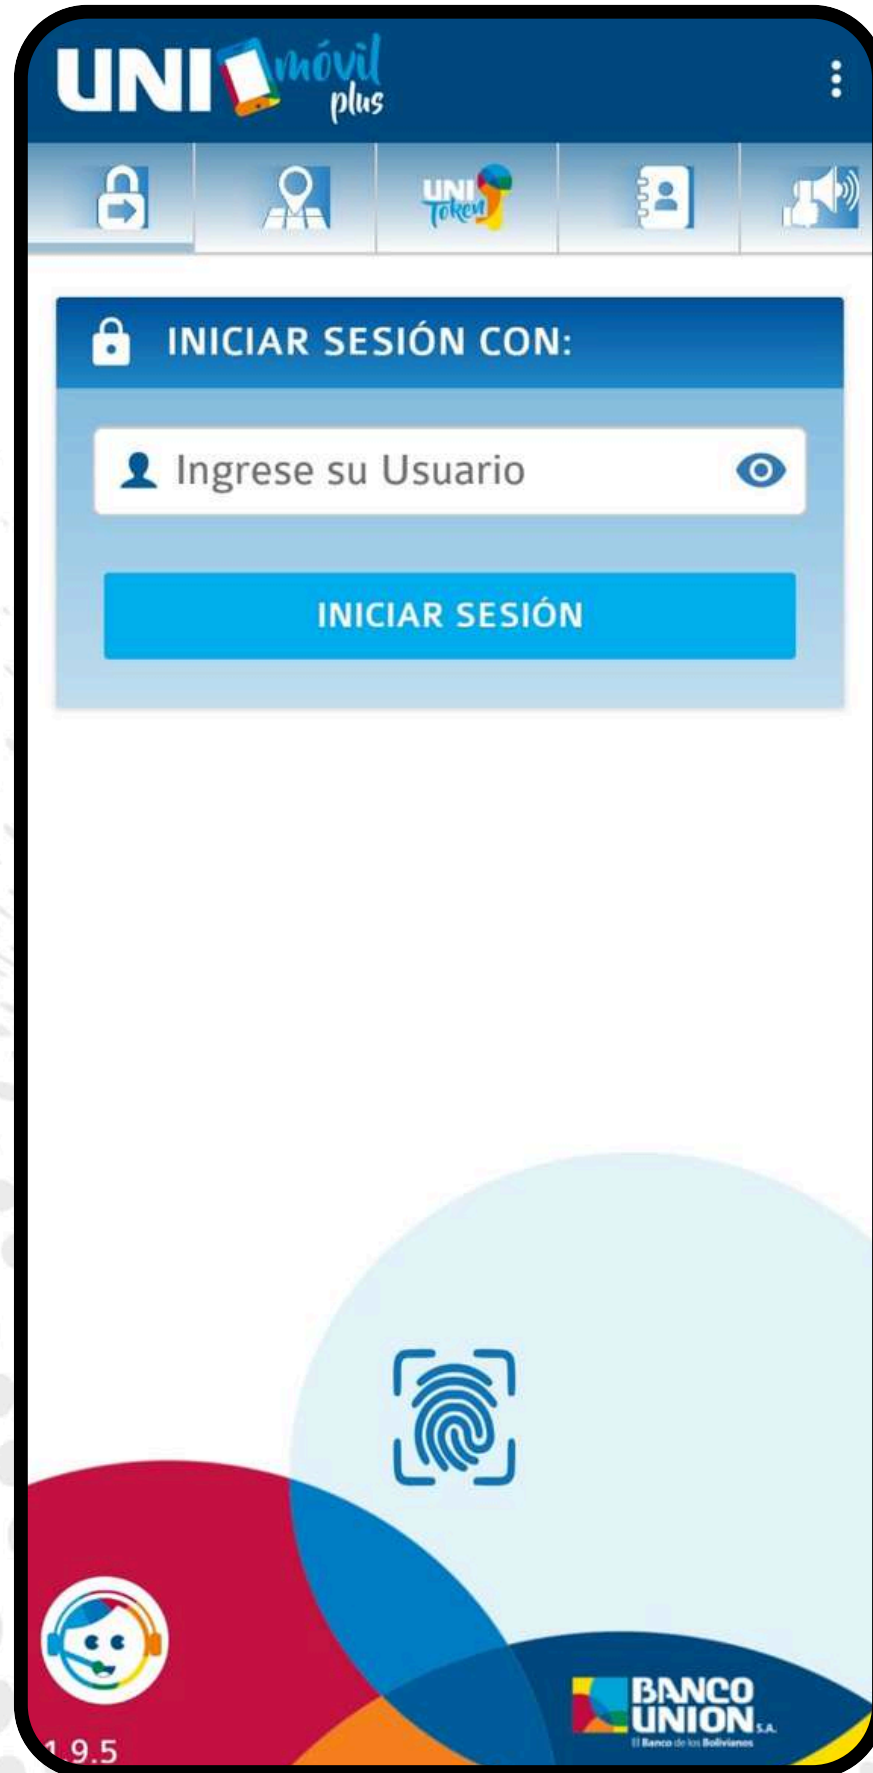 UNI móvil
plus
UNI
Token
INICIAR SESIÓN CON:
Ingrese su Usuario
INICIAR SESIÓN
BANCO
UNION S.A.
El Banco de los Bolivianos
1.9.5